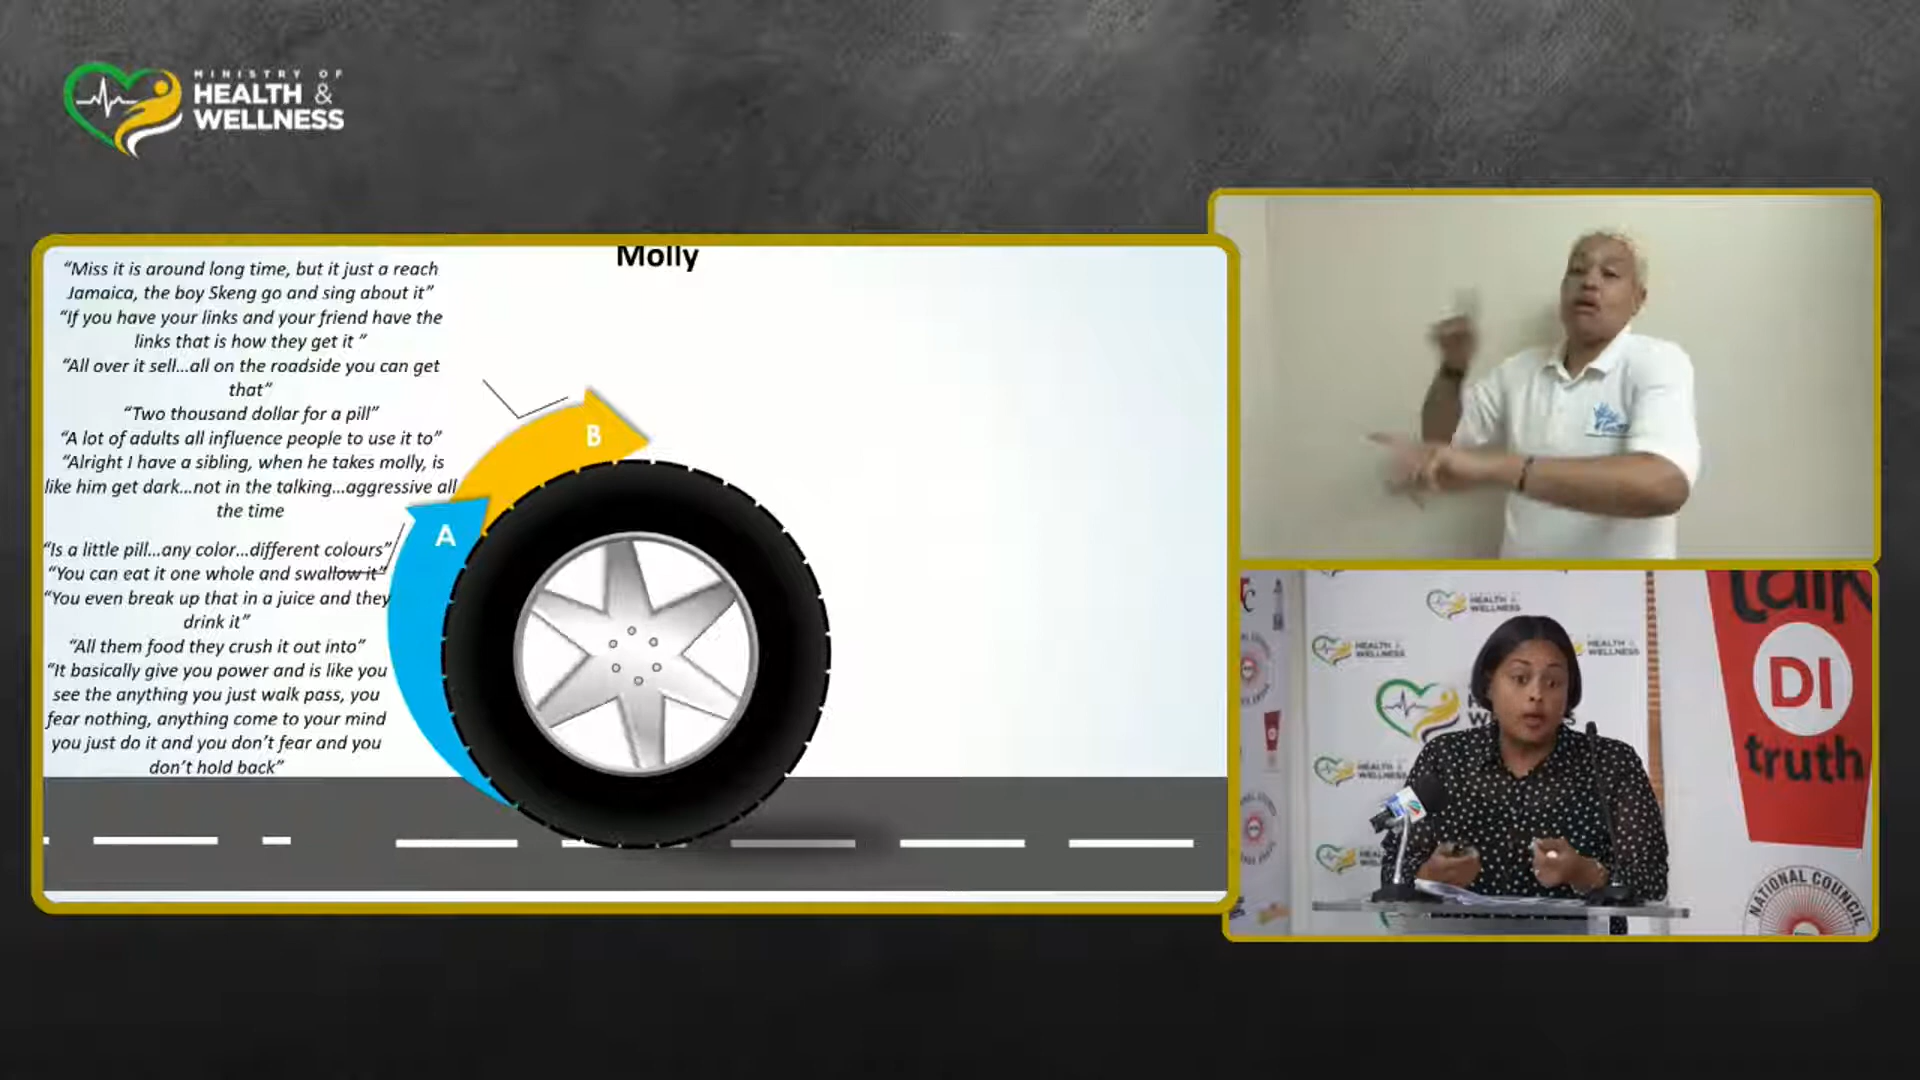 MINISTRY OF
HEALTH &
WELLNESS
Molly
“Miss it is around long time, but it just a reach
Jamaica, the boy Skeng go and sing about it”
“If you have your links and your friend have the
links that is how they get it ”
“All over it sell...all on the roadside you can get
that”
“Two thousand dollar for a pill”
“A lot of adults all influence people to use it to”
“Alright I have a sibling, when he takes molly, is
like him get dark...not in the talking...aggressive all
the time
“Is a little pill...any color...different colours”
“You can eat it one whole and swallow it”
“You even break up that in a juice and they
drink it”
“All them food they crush it out into”
“It basically give you power and is like you
see the anything you just walk pass, you
fear nothing, anything come to your mind
you just do it and you don’t fear and you
don’t hold back”
B
A
HEALTH &
WELLNESS
HEALTH &
WELLNESS
HEALTH &
WELLNESS
talk
DI
truth
NATIONAL COUNCIL